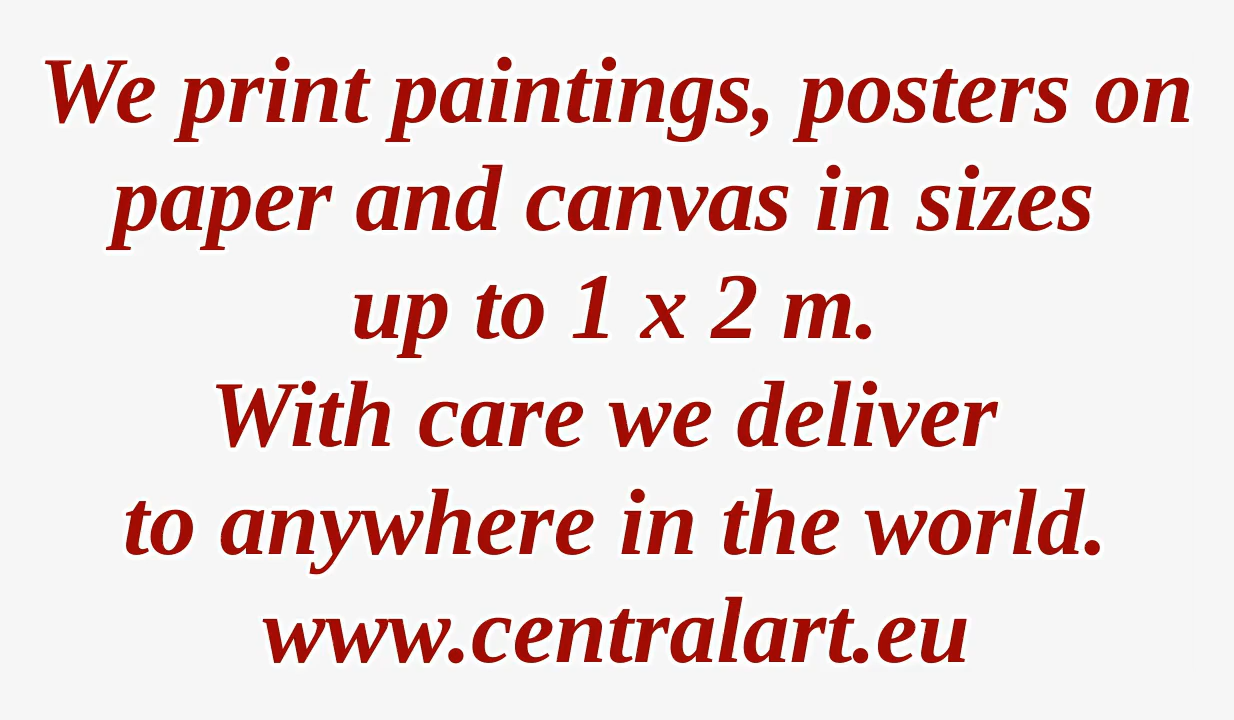 We print paintings, posters on
paper and canvas in sizes
up to 1 x 2 m.
With care we deliver
to anywhere in the world.
www.centralart.eu